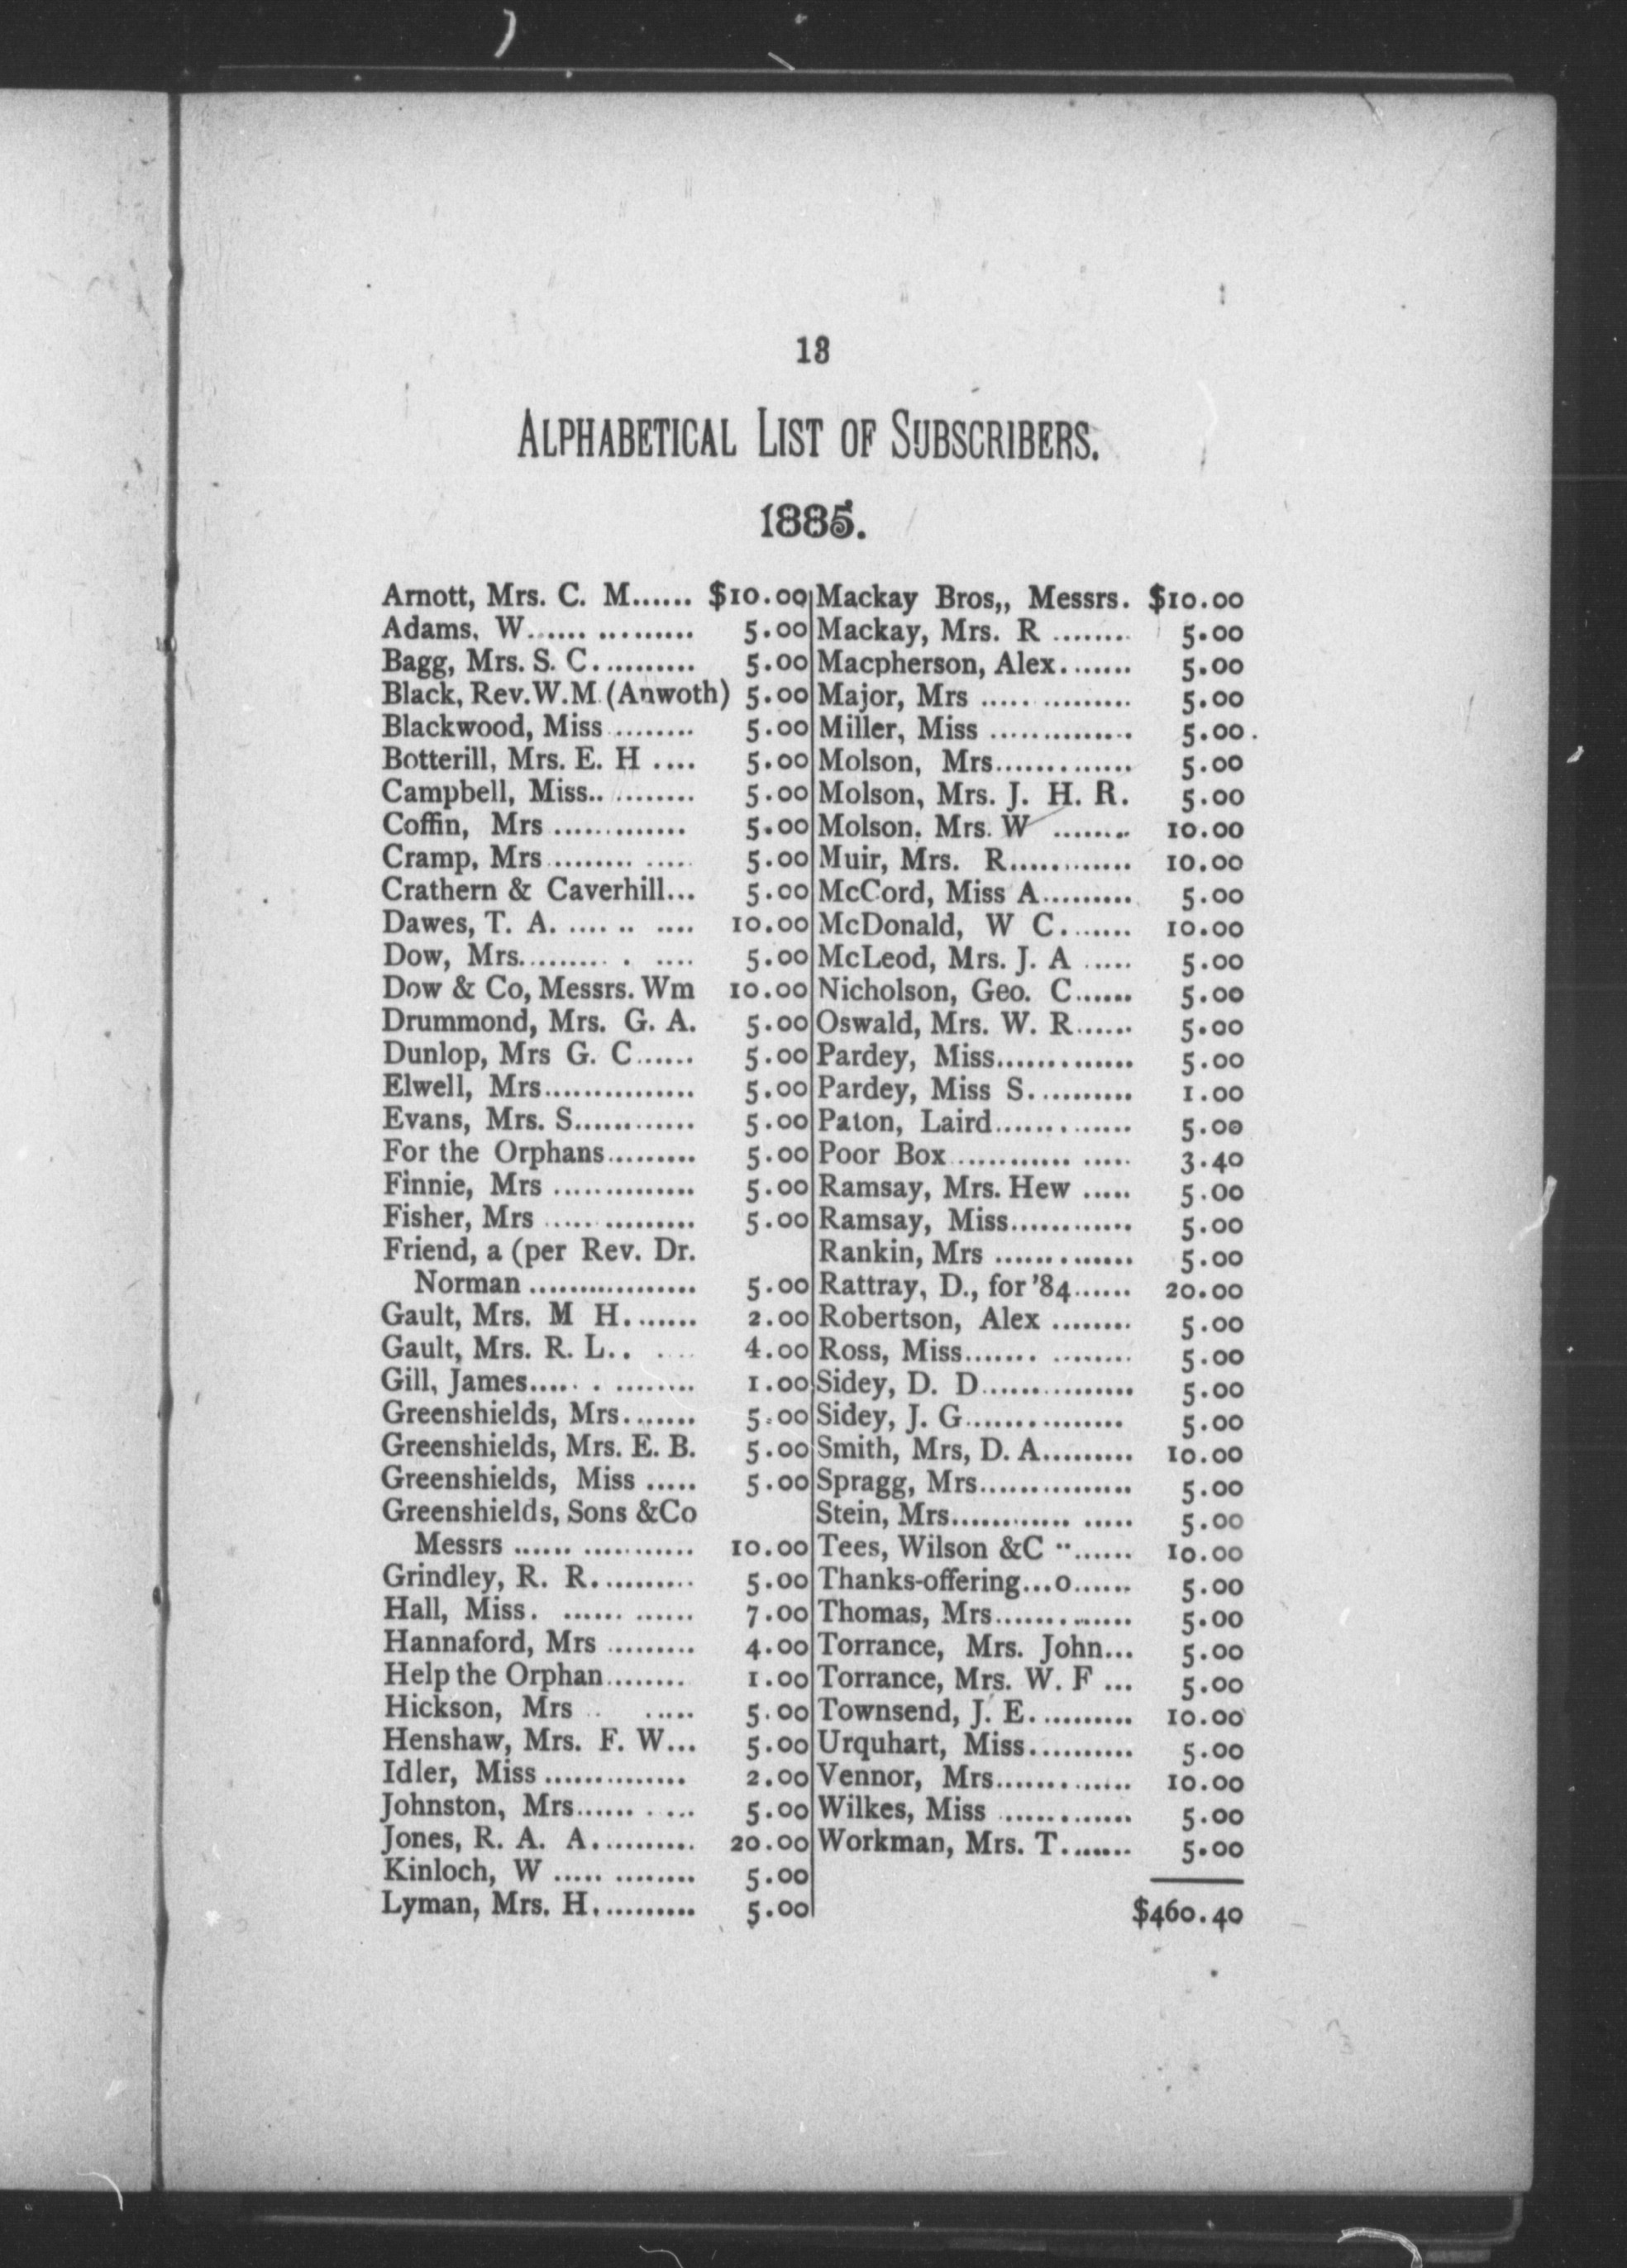 13
ALPHABETICAL LIST OF SUBSCRIBERS.
1885.
Arnott, Mrs. C. M...... $10.00
Adams, W................ 5.00
Bagg, Mrs. S. C........... 5.00
Black, Rev. W. M. (Anwoth) 5.00
Blackwood, Miss ......... 5.00
Botterill, Mrs. E. H .... 5.00
Campbell, Miss.. ......... 5.00
Coffin, Mrs ............. 5.00
Cramp, Mrs ......... ..... 5.00
Crathern & Caverhill... 5.00
Dawes, T. A. .... .. .... 10.00
Dow, Mrs.......... . .... 5.00
Dow & Co, Messrs. Wm 10.00
Drummond, Mrs. G. A. 5.00
Dunlop, Mrs G. C...... 5.00
Elwell, Mrs............... 5.00
Evans, Mrs. S............ 5.00
For the Orphans......... 5.00
Finnie, Mrs .............. 5.00
Fisher, Mrs ..... ......... 5.00
Friend, a (per Rev. Dr.
Norman ................. 5.00
Gault, Mrs. M H........ 2.00
Gault, Mrs. R. L.. .... 4.00
Gill, James..... . ........ 1.00
Greenshields, Mrs........ 5.00
Greenshields, Mrs. E. B. 5.00
Greenshields, Miss ..... 5.00
Greenshields, Sons &Co
Messrs ...... ........... 10.00
Grindley, R. R........... 5.00
Hall, Miss. ...... ...... 7.00
Hannaford, Mrs ......... 4.00
Help the Orphan........ 1.00
Hickson, Mrs .. ..... 5.00
Henshaw, Mrs. F. W... 5.00
Idler, Miss .............. 2.00
Johnston, Mrs...... . ... 5.00
Jones, R. A. A........... 20.00
Kinloch, W ..... ........ 5.00
Lyman, Mrs. H........... 5.00
Mackay Bros,, Messrs. $10.00
Mackay, Mrs. R ........ 5.00
Macpherson, Alex....... 5.00
Major, Mrs ..... ......... 5.00
Miller, Miss .............. 5.00
Molson, Mrs.............. 5.00
Molson, Mrs. J. H. R. 5.00
Molson. Mrs. W ........ 10.00
Muir, Mrs. R............ 10.00
McCord, Miss A......... 5.00
McDonald, W C....... 10.00
McLeod, Mrs. J. A ..... 5.00
Nicholson, Geo. C...... 5.00
Oswald, Mrs. W. R...... 5.00
Pardey, Miss.............. 5.00
Pardey, Miss S........... 1.00
Paton, Laird.............. 5.00
Poor Box ............ ..... 3.40
Ramsay, Mrs. Hew ..... 5.00
Ramsay, Miss............ 5.00
Rankin, Mrs .............. 5.00
Rattray, D., for '84...... 20.00
Robertson, Alex ........ 5.00
Ross, Miss....... ........ 5.00
Sidey, D. D............... 5.00
Sidey, J. G................ 5.00
Smith, Mrs, D. A......... 10.00
Spragg, Mrs............... 5.00
Stein, Mrs............ ..... 5.00
Tees, Wilson &C ··...... 10.00
Thanks-offering...o...... 5.00
Thomas, Mrs.............. 5.00
Torrance, Mrs. John... 5.00
Torrance, Mrs. W. F ... 5.00
Townsend, J. E........... 10.00
Urquhart, Miss........... 5.00
Vennor, Mrs.............. 10.00
Wilkes, Miss ............. 5.00
Workman, Mrs. T....... 5.00
$460.40